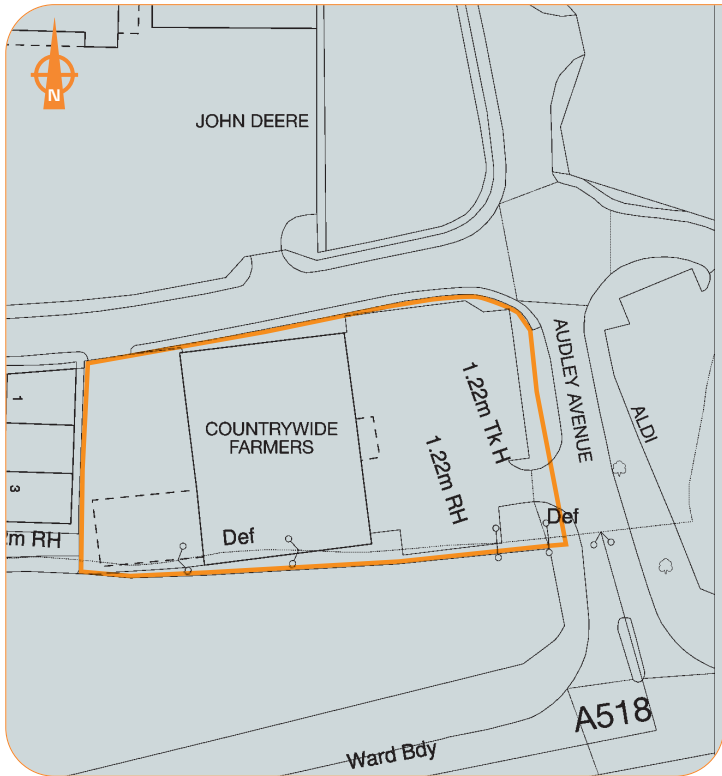 N
JOHN DEERE
AUDLEY AVENUE
1.22m Tk H
ALDI
1
COUNTRYWIDE
FARMERS
1.22m RH
3
m RH
Def
Def
A518
Ward Bdy